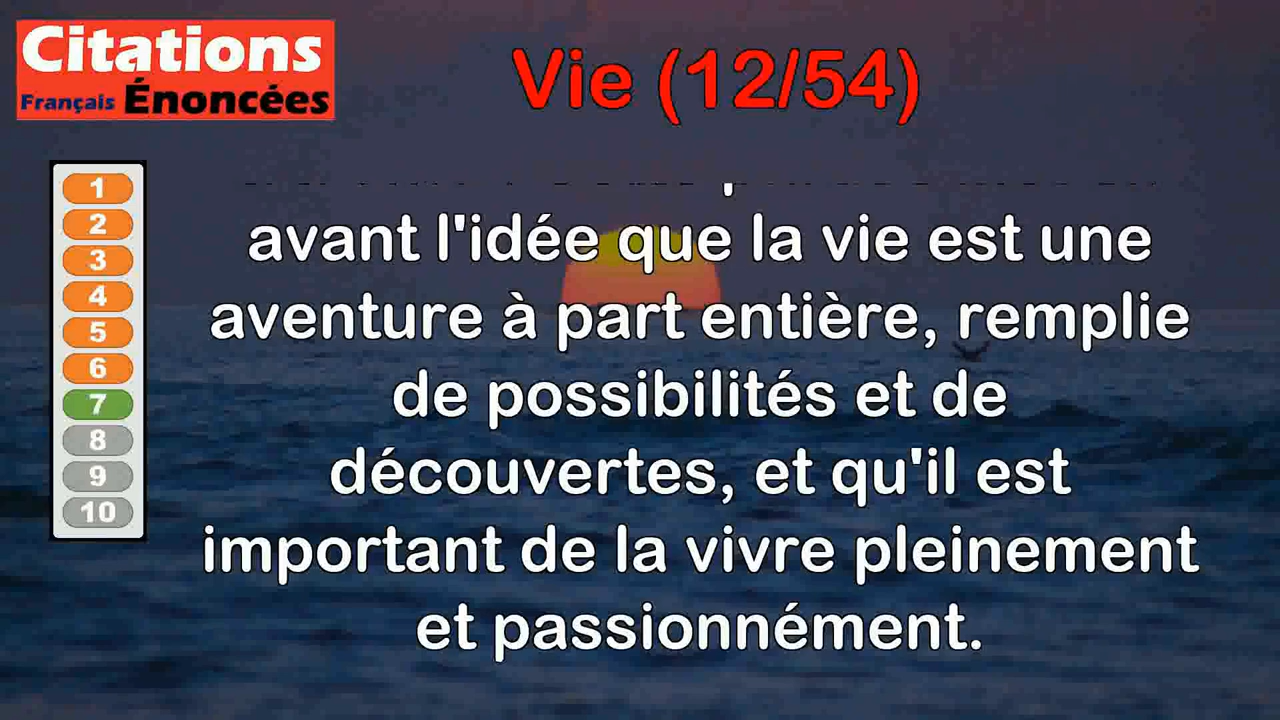 Citations
Français Énoncées
Vie (12/54)
1
2
3
4
5
6
7
8
9
10
avant l'idée que la vie est une
aventure à part entière, remplie
de possibilités et de
découvertes, et qu'il est
important de la vivre pleinement
et passionnément.